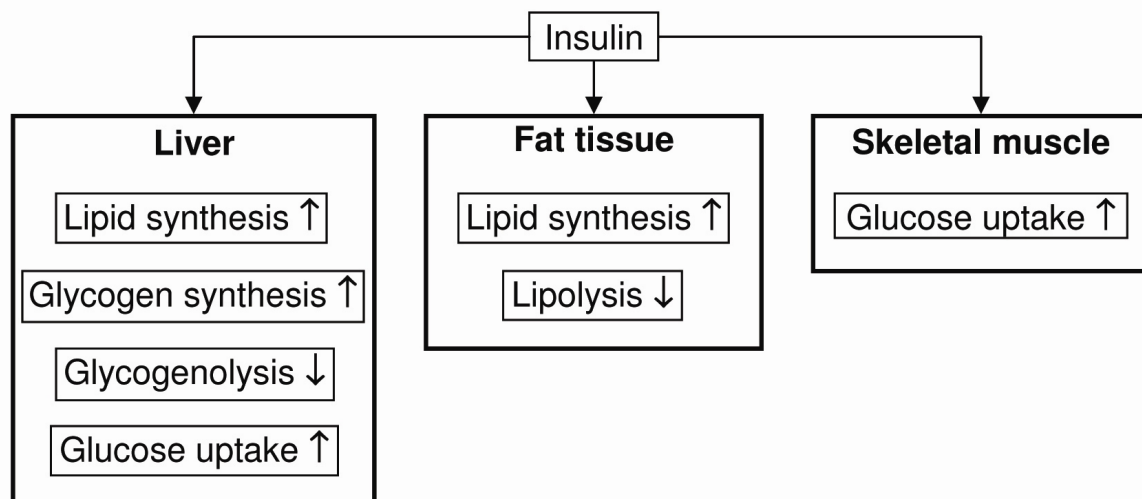 Insulin
Liver
Lipid synthesis ↑
Glycogen synthesis ↑
Glycogenolysis ↓
Glucose uptake ↑
Fat tissue
Lipid synthesis ↑
Lipolysis ↓
Skeletal muscle
Glucose uptake ↑